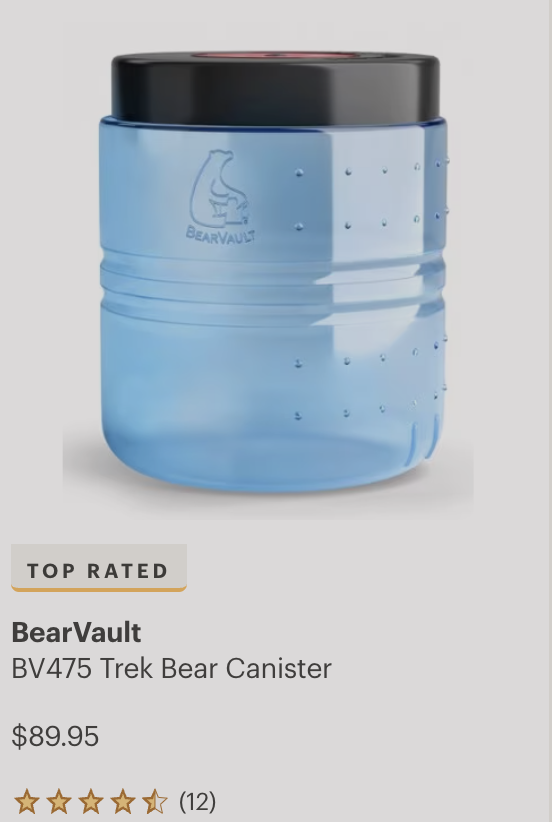 BEARVAULT
TOP RATED
BearVault
BV475 Trek Bear Canister
$89.95
(12)